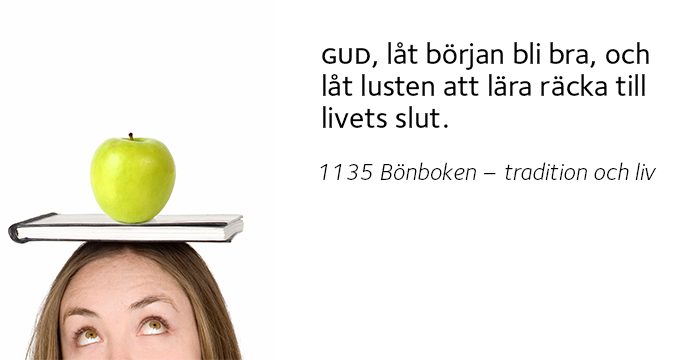 GUD, låt början bli bra, och
låt lusten att lära räcka till
livets slut.
1135 Bönboken – tradition och liv